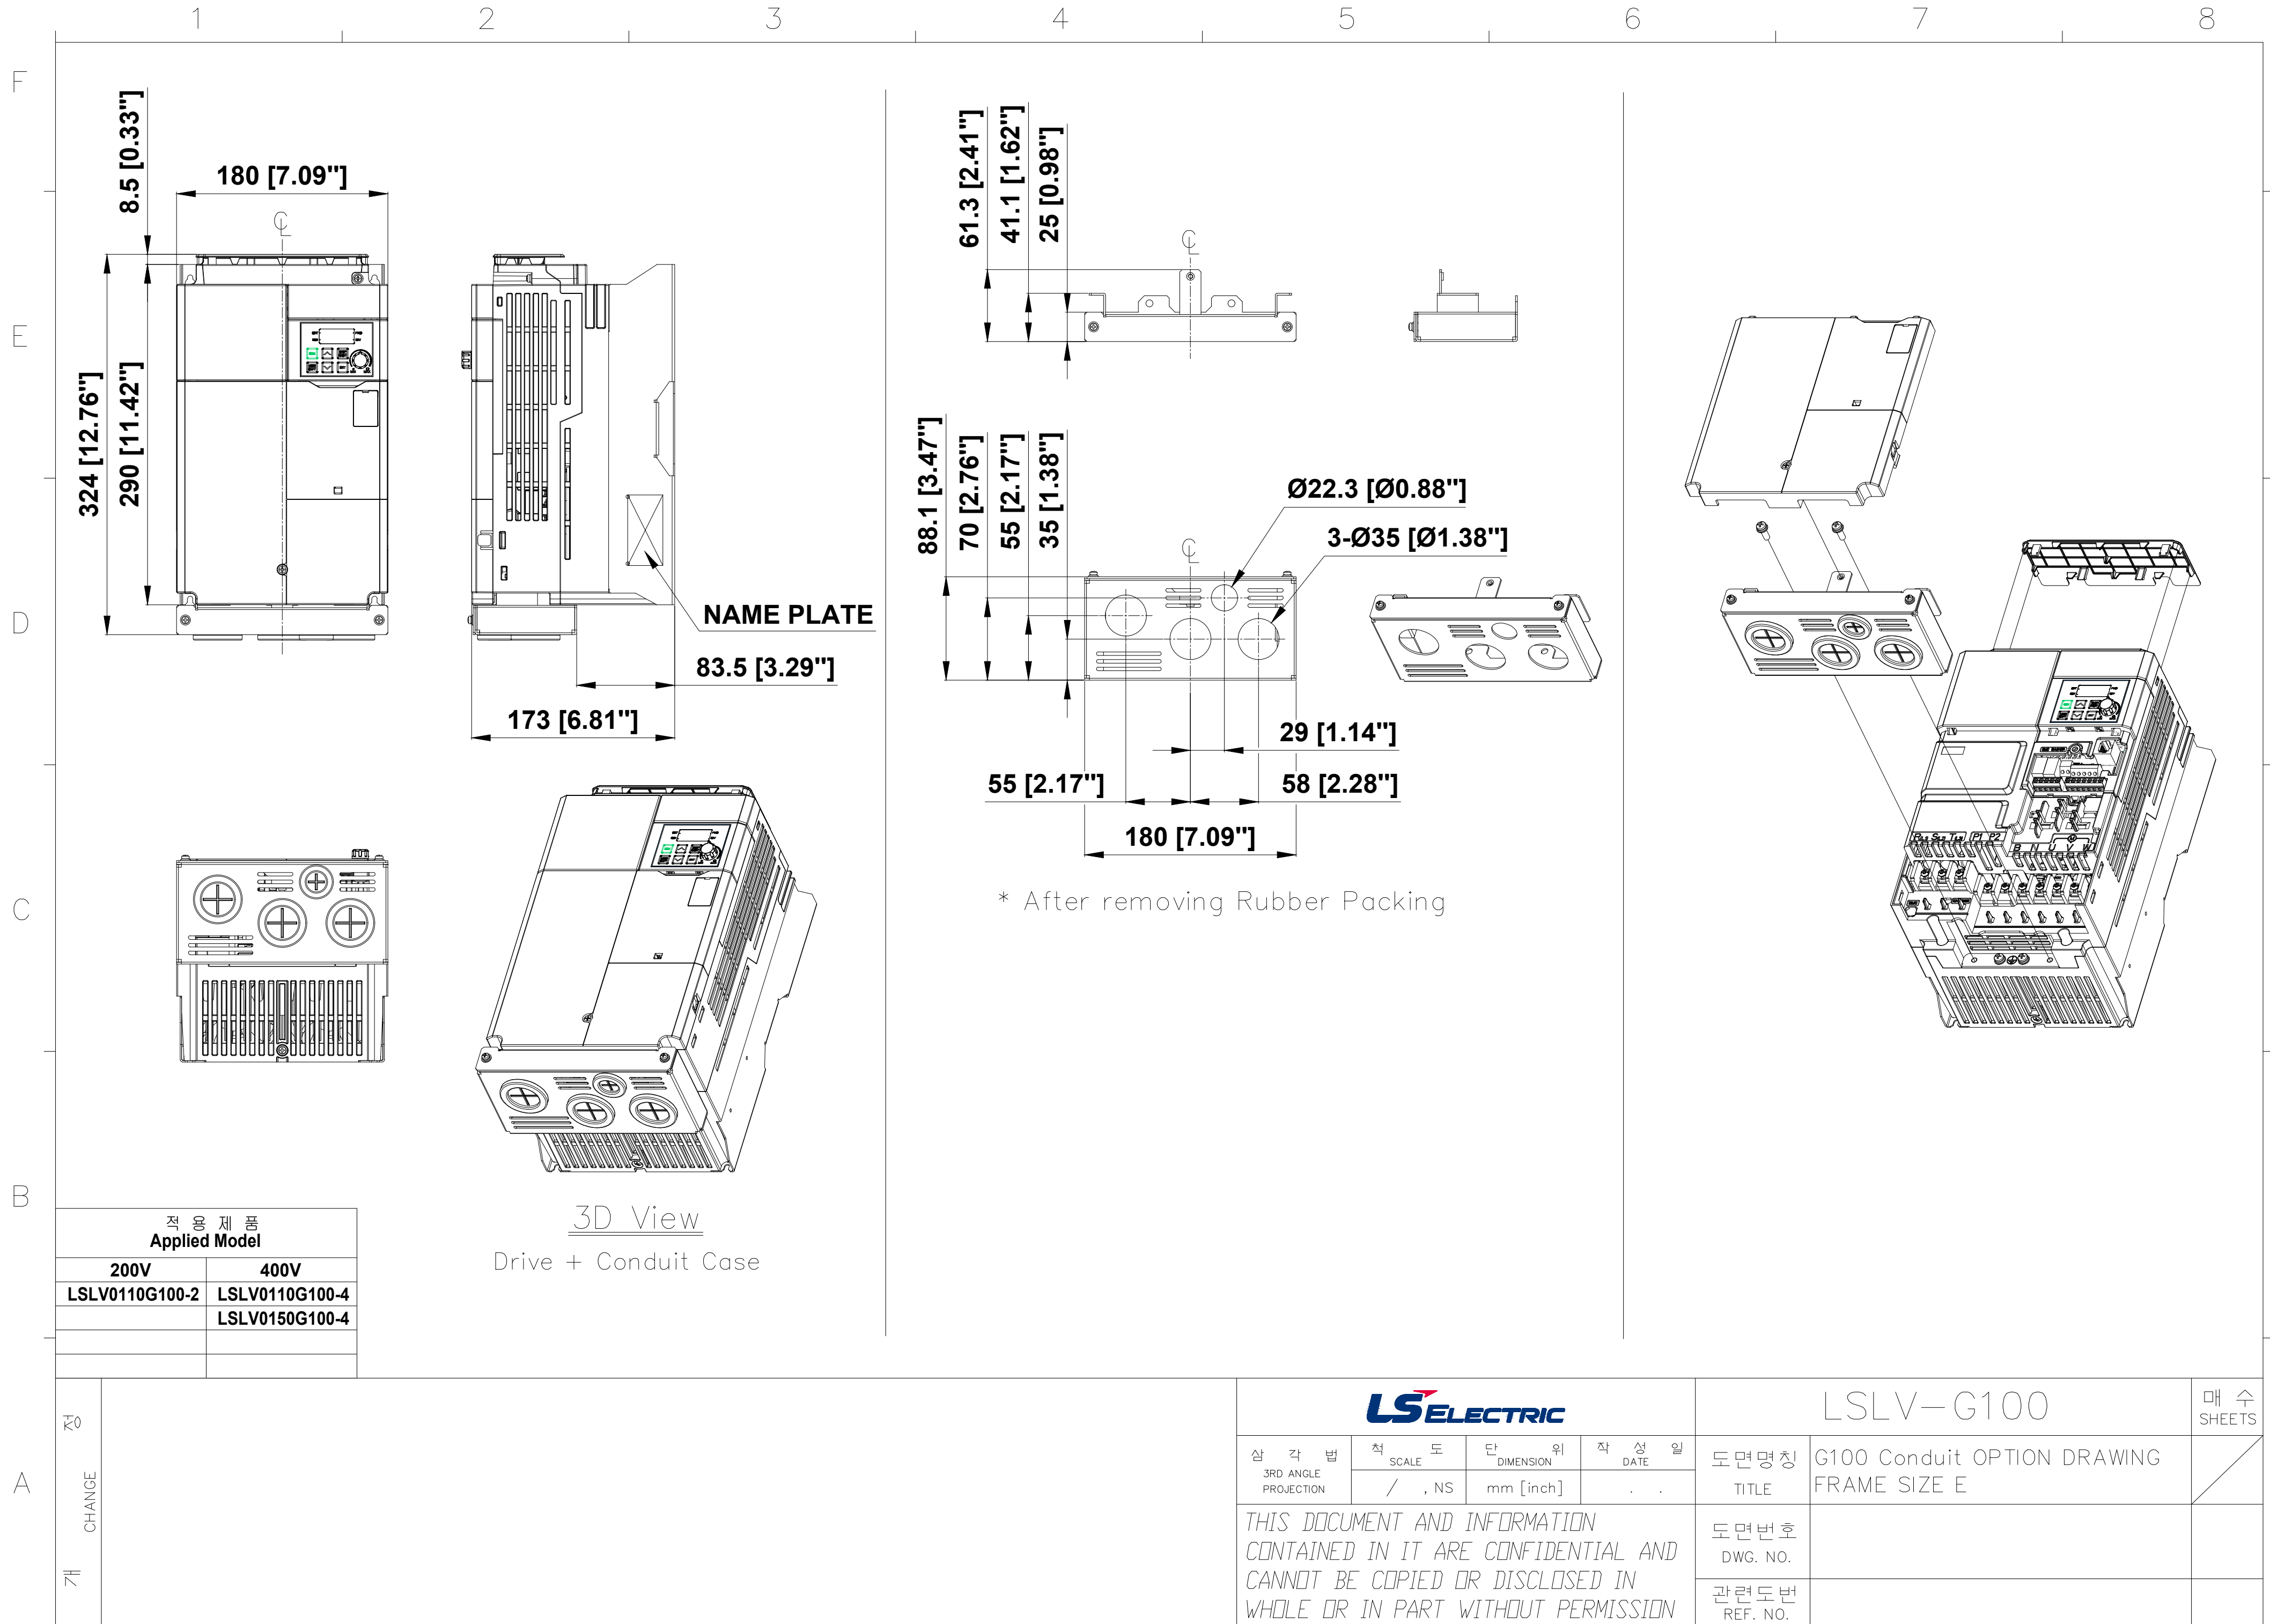 1 2 3 4 5 6 7 8
F
E
D
C
B
A
8.5 [0.33"]
180 [7.09"]
CL
324 [12.76"]
290 [11.42"]
NAME PLATE
83.5 [3.29"]
173 [6.81"]
61.3 [2.41"]
41.1 [1.62"]
25 [0.98"]
CL
88.1 [3.47"]
70 [2.76"]
55 [2.17"]
35 [1.38"]
Ø22.3 [Ø0.88"]
3-Ø35 [Ø1.38"]
CL
29 [1.14"]
55 [2.17"]
58 [2.28"]
180 [7.09"]
* After removing Rubber Packing
P1 P2
B N U V W
3D View
Drive + Conduit Case
적 용 제 품
Applied Model
200V 400V
LSLV0110G100-2 LSLV0110G100-4
LSLV0150G100-4
개 정
CHANGE
LS ELECTRIC
LSLV-G100
매 수
SHEETS
삼 각 법
3RD ANGLE
PROJECTION
척 도
SCALE
/ , NS
단 위
DIMENSION
mm [inch]
작 성 일
DATE
. .
도면명칭
TITLE
G100 Conduit OPTION DRAWING
FRAME SIZE E
THIS DOCUMENT AND INFORMATION
CONTAINED IN IT ARE CONFIDENTIAL AND
CANNOT BE COPIED OR DISCLOSED IN
WHOLE OR IN PART WITHOUT PERMISSION
도면번호
DWG. NO.
관련도번
REF. NO.